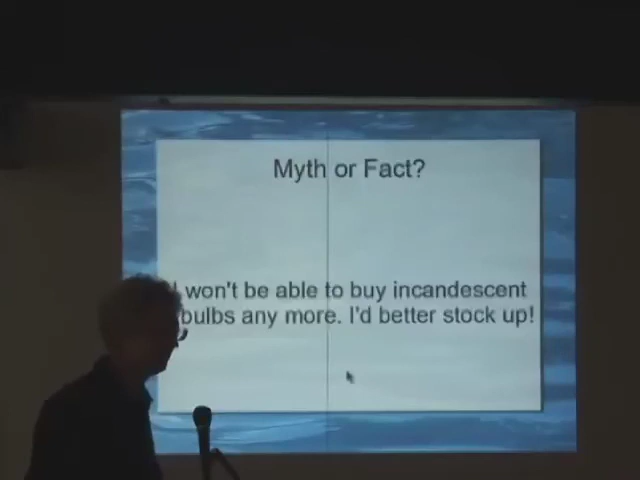 Myth or Fact?
I won't be able to buy incandescent
bulbs any more. I'd better stock up!